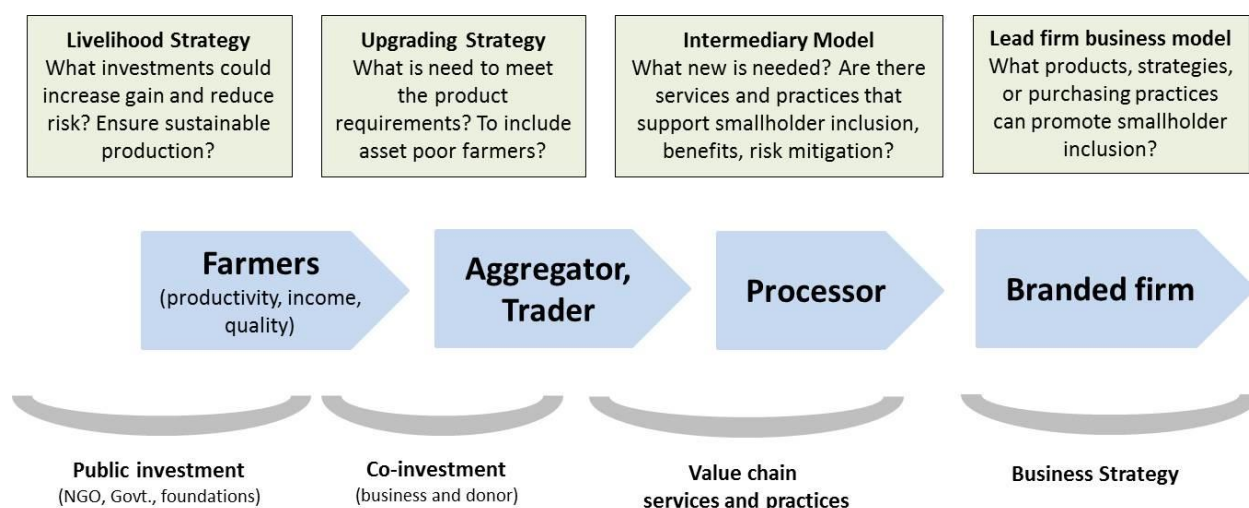 Livelihood Strategy
What investments could
increase gain and reduce
risk? Ensure sustainable
production?
Upgrading Strategy
What is need to meet
the product
requirements? To include
asset poor farmers?
Intermediary Model
What new is needed? Are there
services and practices that
support smallholder inclusion,
benefits, risk mitigation?
Lead firm business model
What products, strategies,
or purchasing practices
can promote smallholder
inclusion?
Farmers
(productivity, income,
quality)
Aggregator,
Trader
Processor
Branded firm
Public investment
(NGO, Govt., foundations)
Co-investment
(business and donor)
Value chain
services and practices
Business Strategy